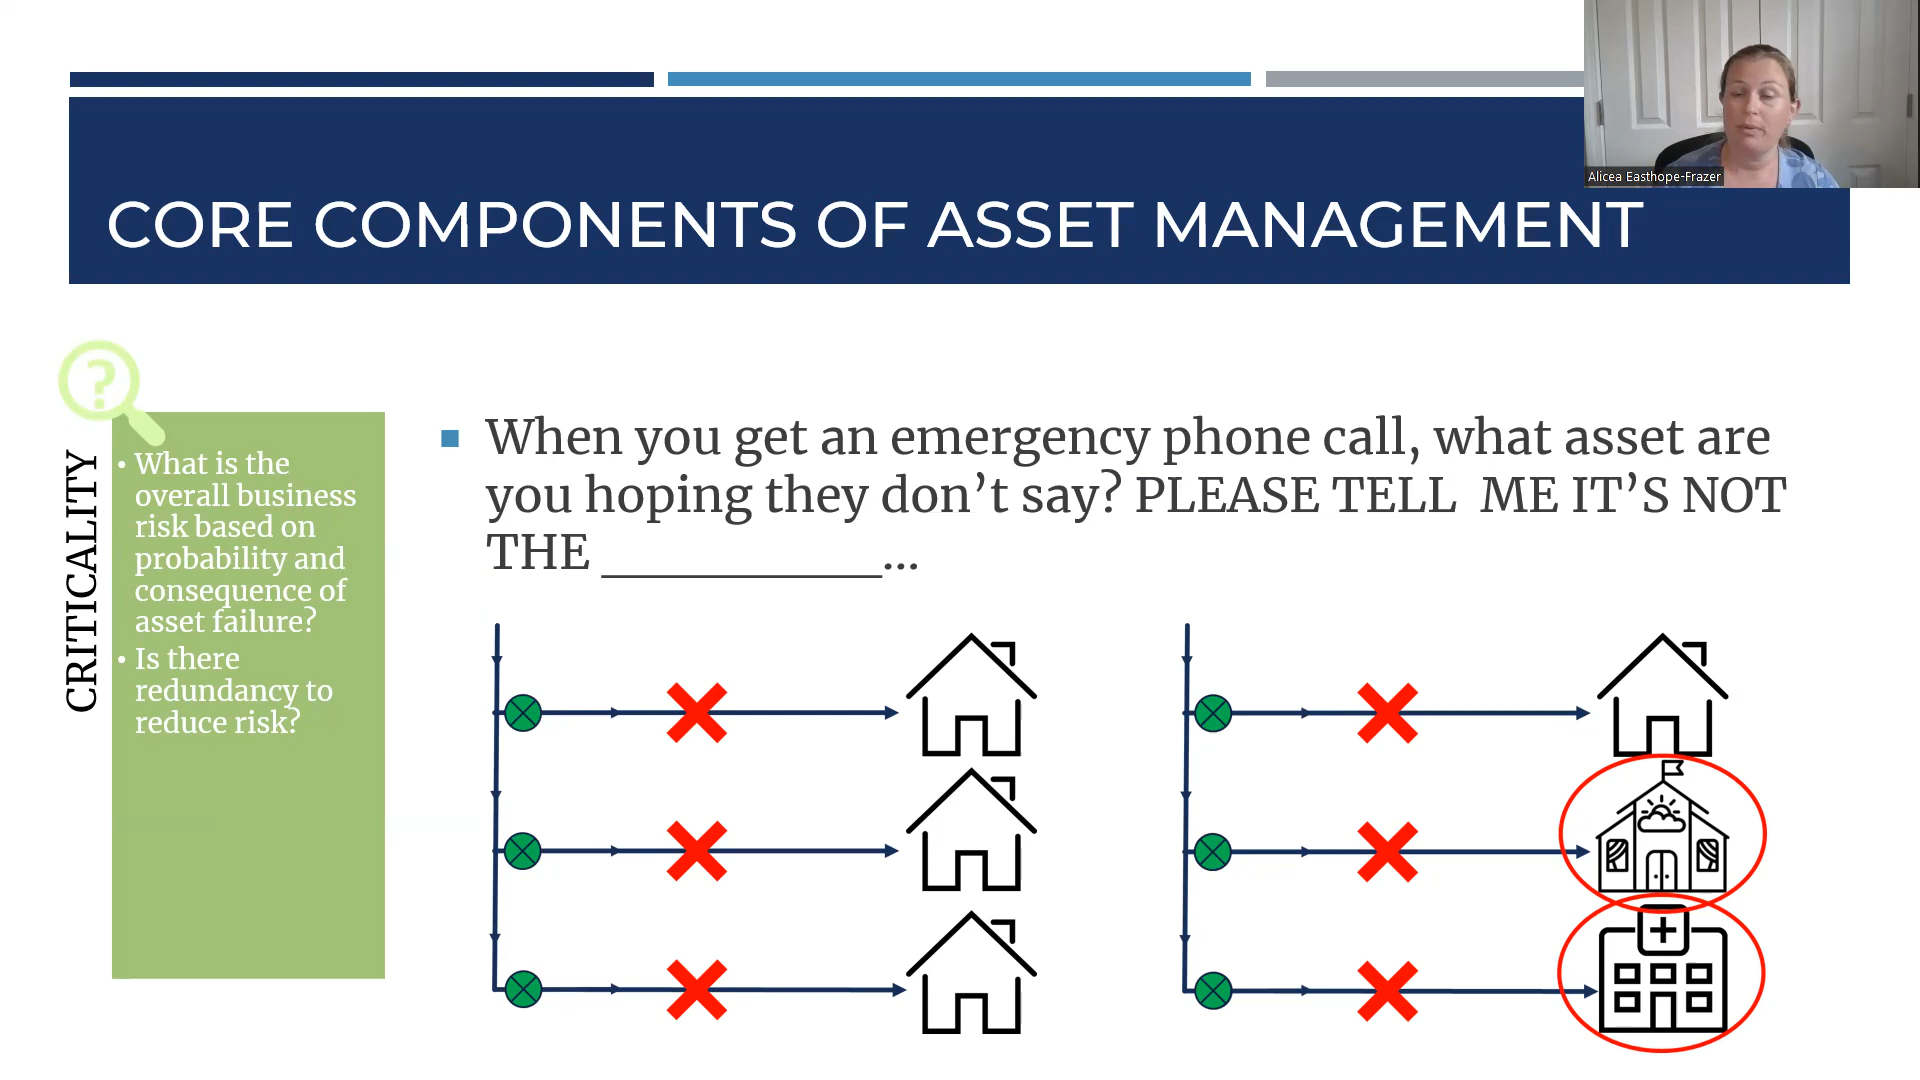 Alicea Easthope-Frazer
CORE COMPONENTS OF ASSET MANAGEMENT
?
CRITICALITY
• What is the
overall business
risk based on
probability and
consequence of
asset failure?
• Is there
redundancy to
reduce risk?
When you get an emergency phone call, what asset are
you hoping they don’t say? PLEASE TELL ME IT’S NOT
THE ___________…